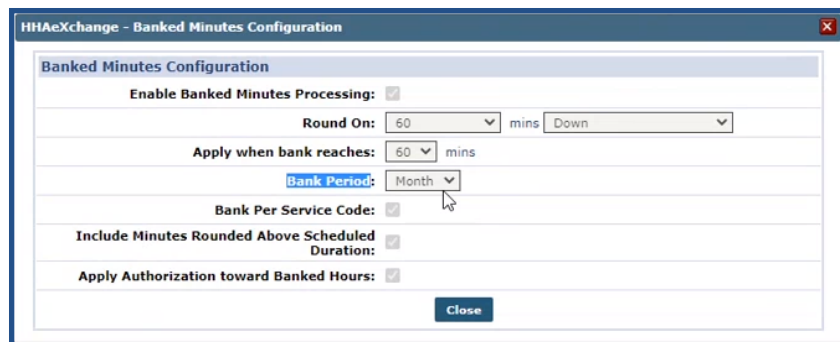 HHAeXchange - Banked Minutes Configuration
Banked Minutes Configuration
Enable Banked Minutes Processing:
Round On: 60 mins Down
Apply when bank reaches: 60 mins
Bank Period: Month
Bank Per Service Code:
Include Minutes Rounded Above Scheduled
Duration:
Apply Authorization toward Banked Hours:
Close